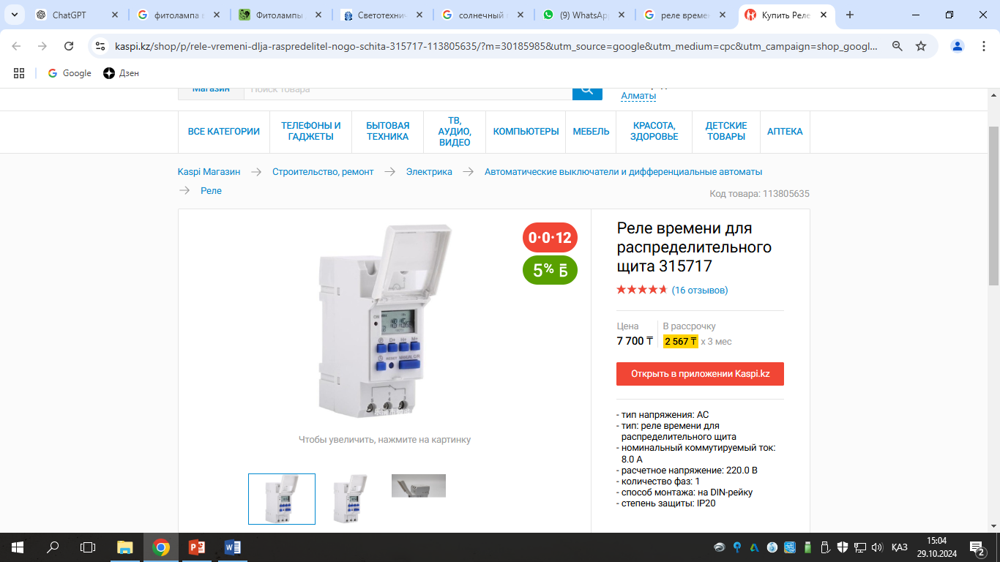 ChatGPT
фитолампа
Фитолампы
Светотехнич
солнечный
(9) WhatsApp
реле времен
Купить Реле
kaspi.kz/shop/p/rele-vremeni-dlja-raspredelitel-nogo-schita-315717-113805635/?m=30185985&utm_source=google&utm_medium=cpc&utm_campaign=shop_googl...
Google
Дзен
Магазин
Поиск товара
Алматы
ВСЕ КАТЕГОРИИ
ТЕЛЕФОНЫ И
ГАДЖЕТЫ
БЫТОВАЯ
ТЕХНИКА
ТВ,
АУДИО,
ВИДЕО
КОМПЬЮТЕРЫ
МЕБЕЛЬ
КРАСОТА,
ЗДОРОВЬЕ
ДЕТСКИЕ
ТОВАРЫ
АПТЕКА
Kaspi Магазин
Строительство, ремонт
Электрика
Автоматические выключатели и дифференциальные автоматы
Реле
Код товара: 113805635
0·0·12
5% Б
Реле времени для
распределительного
щита 315717
(16 отзывов)
Цена
7 700 ₸
В рассрочку
2 567 ₸ x 3 мес
Открыть в приложении Kaspi.kz
- тип напряжения: AC
- тип: реле времени для
распределительного щита
- номинальный коммутируемый ток:
8.0 А
- расчетное напряжение: 220.0 В
- количество фаз: 1
- способ монтажа: на DIN-рейку
- степень защиты: IP20
D+ H+ M+
RESET MANUAL
Чтобы увеличить, нажмите на картинку
ҚАЗ
15:04
29.10.2024
2